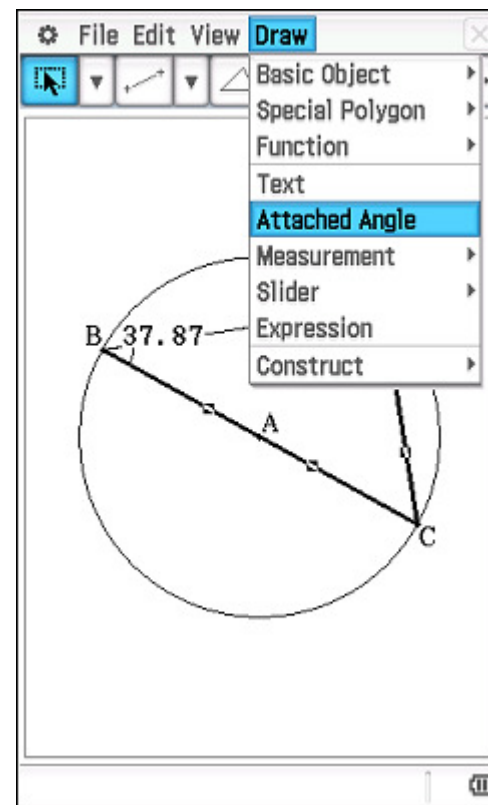 File Edit View Draw
Basic Object
Special Polygon
Function
Text
Attached Angle
Measurement
Slider
Expression
Construct
B 37.87
A
C